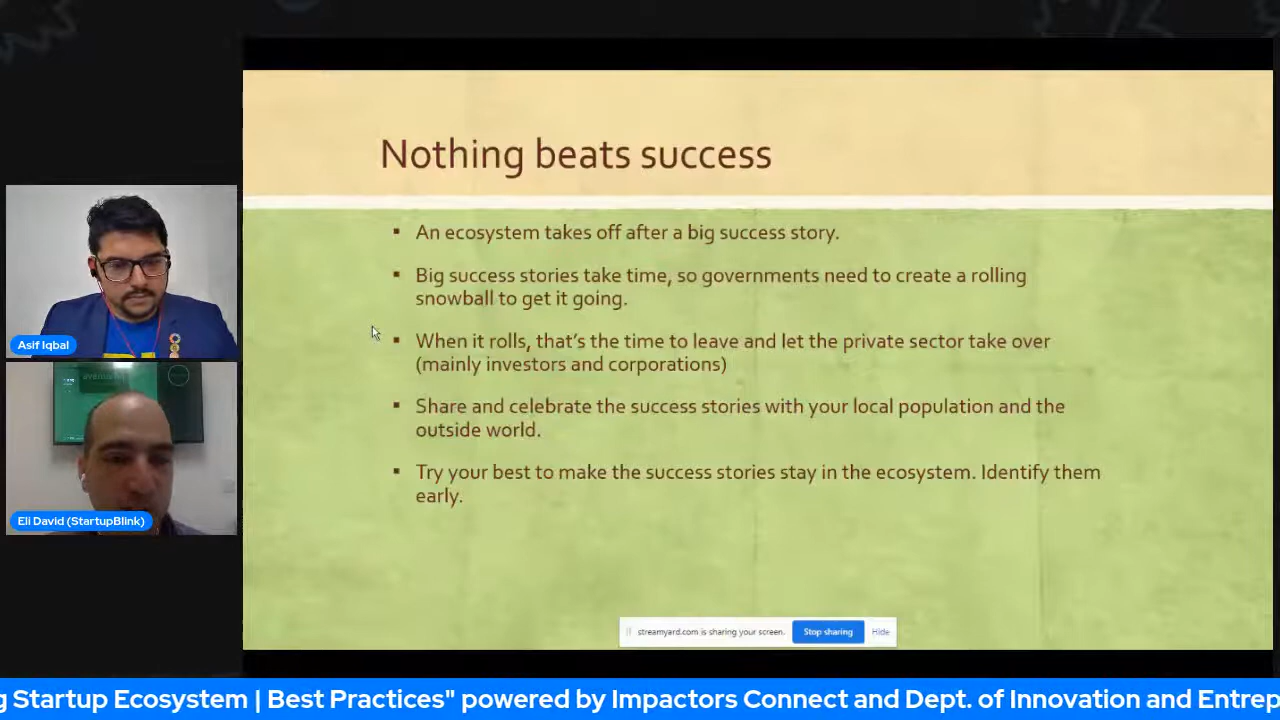 Nothing beats success
▪ An ecosystem takes off after a big success story.
▪ Big success stories take time, so governments need to create a rolling
snowball to get it going.
▪ When it rolls, that's the time to leave and let the private sector take over
(mainly investors and corporations)
▪ Share and celebrate the success stories with your local population and the
outside world.
▪ Try your best to make the success stories stay in the ecosystem. Identify them
early.
Asif Iqbal
Eli David (StartupBlink)
streamyard.com is sharing your screen. Stop sharing Hide
g Startup Ecosystem | Best Practices" powered by Impactors Connect and Dept. of Innovation and Entrep